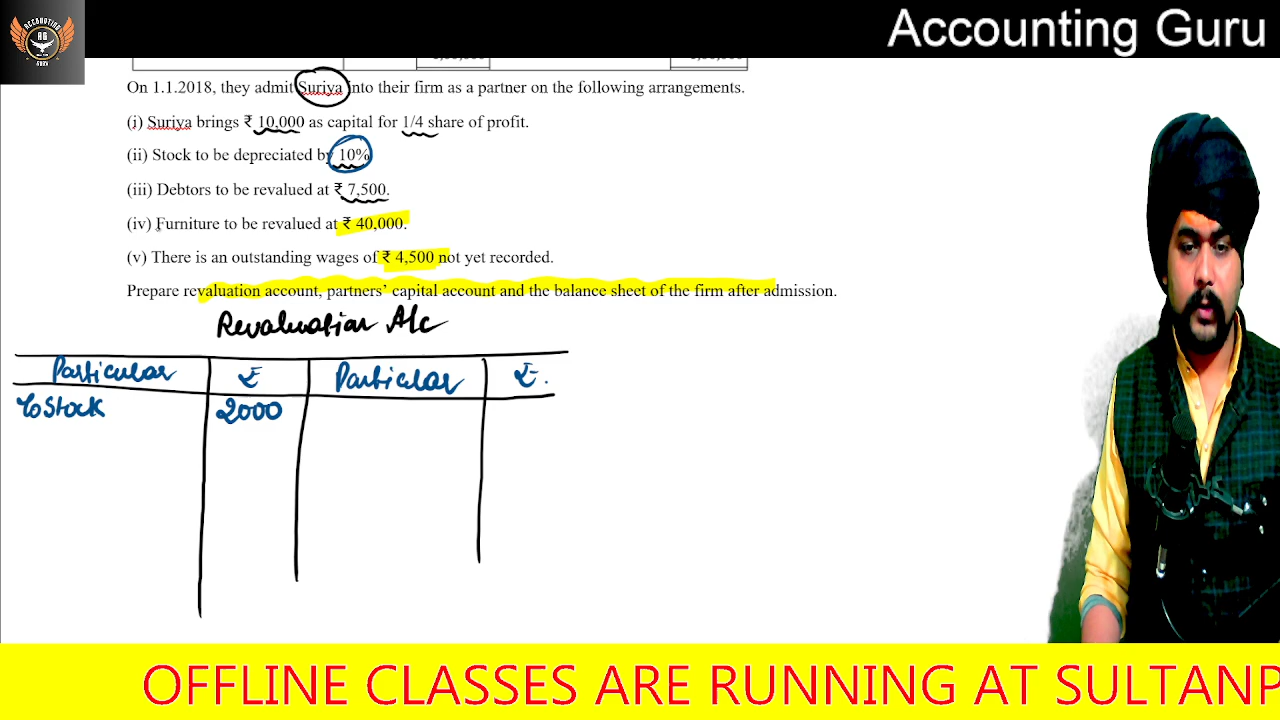 ACCOUNTING
AG
GURU
Accounting Guru
On 1.1.2018, they admit Suriya into their firm as a partner on the following arrangements.
(i) Suriya brings ₹ 10,000 as capital for 1/4 share of profit.
(ii) Stock to be depreciated by 10%
(iii) Debtors to be revalued at ₹ 7,500.
(iv) Furniture to be revalued at ₹ 40,000.
(v) There is an outstanding wages of ₹ 4,500 not yet recorded.
Prepare revaluation account, partners’ capital account and the balance sheet of the firm after admission.
Revaluation A/c
Particular ₹ Particular ₹.
To Stock 2000
OFFLINE CLASSES ARE RUNNING AT SULTANP